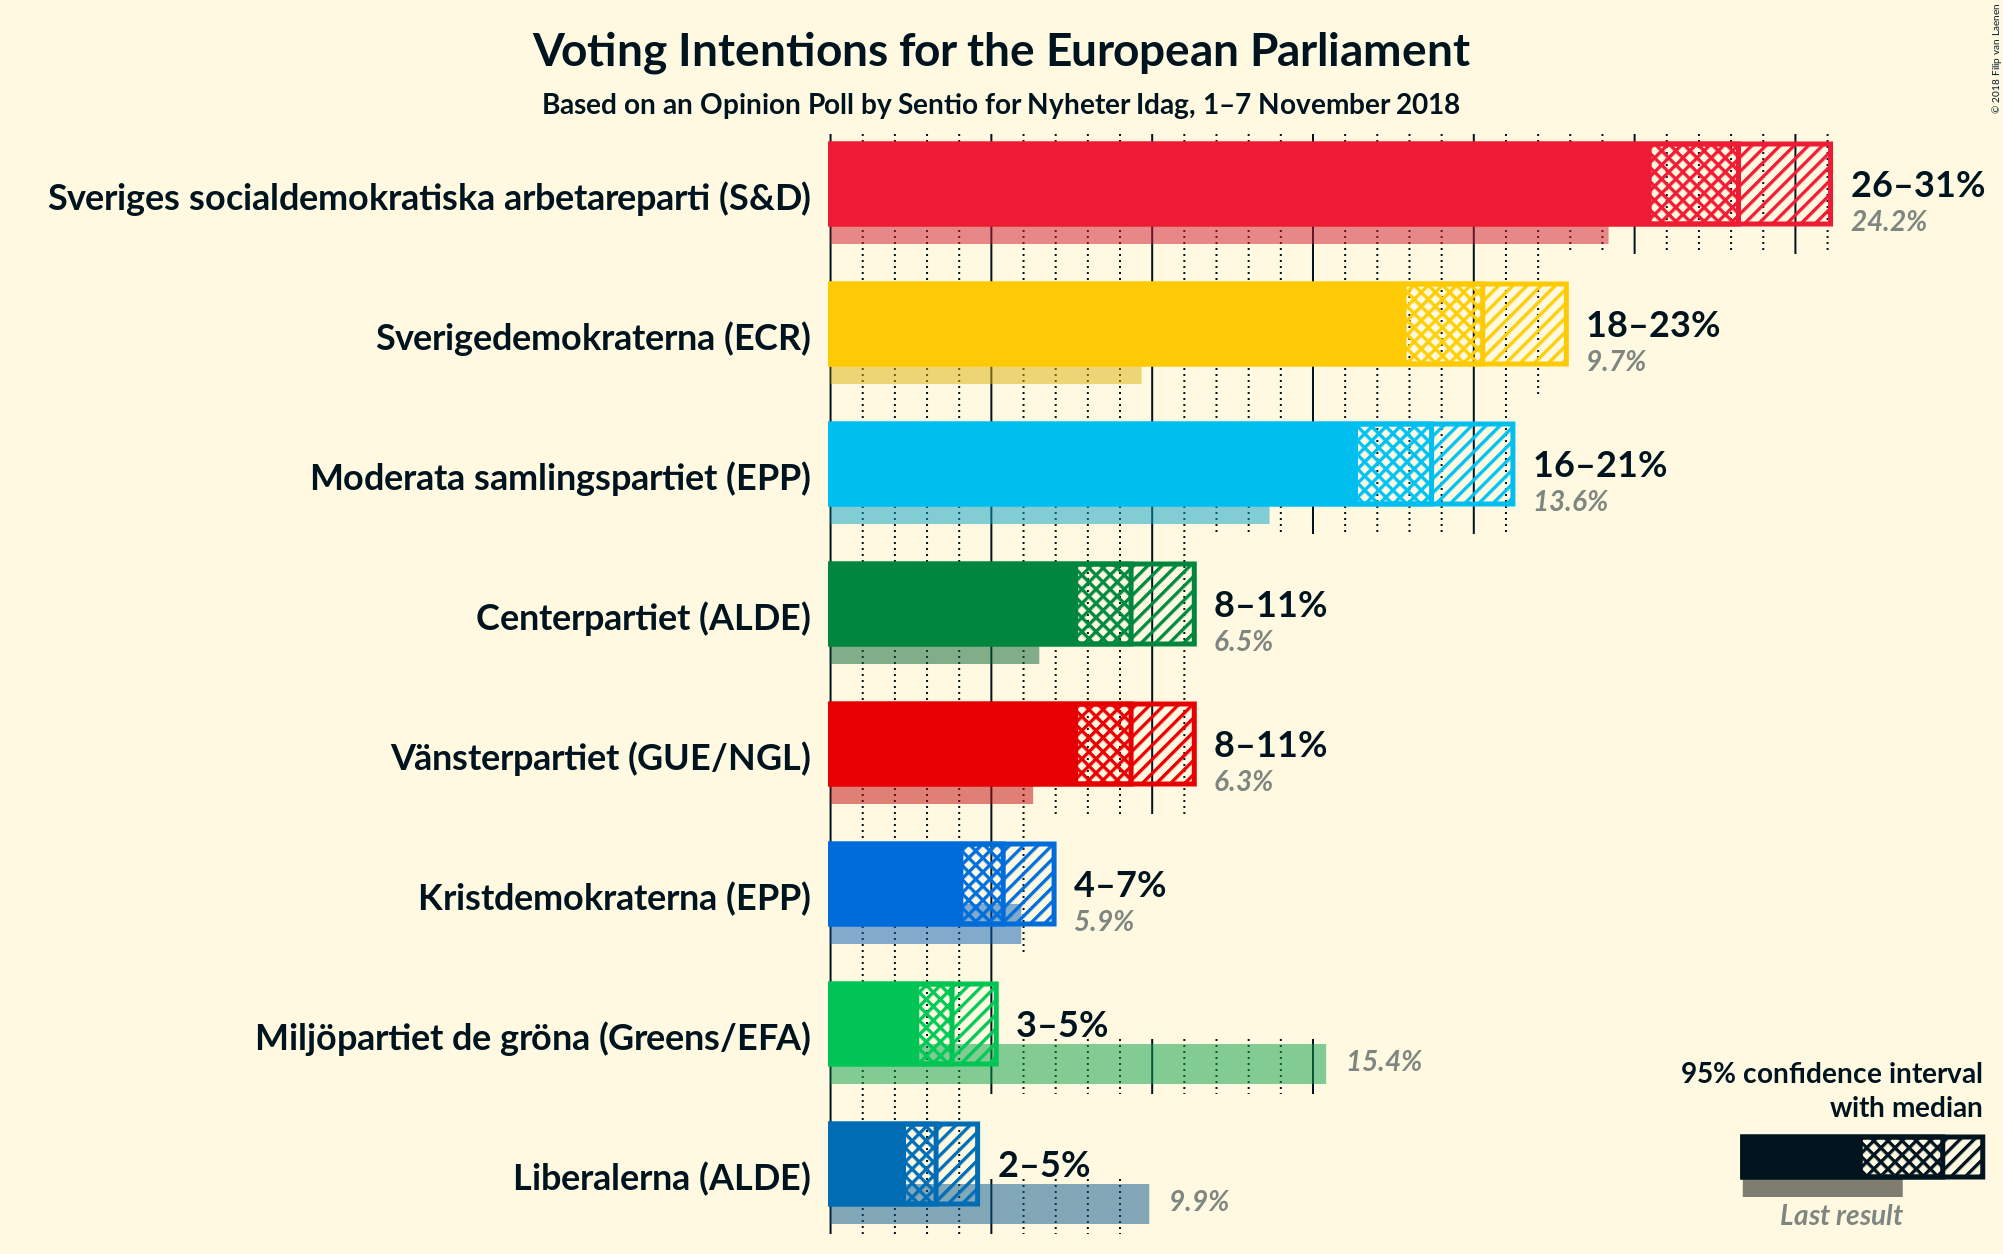 Voting Intentions for the European Parliament
Based on an Opinion Poll by Sentio for Nyheter Idag, 1–7 November 2018
© 2018 Filip van Laenen
Sveriges socialdemokratiska arbetareparti (S&D)
26–31%
24.2%
Sverigedemokraterna (ECR)
18–23%
9.7%
Moderata samlingspartiet (EPP)
16–21%
13.6%
Centerpartiet (ALDE)
8–11%
6.5%
Vänsterpartiet (GUE/NGL)
8–11%
6.3%
Kristdemokraterna (EPP)
4–7%
5.9%
Miljöpartiet de gröna (Greens/EFA)
3–5%
15.4%
Liberalerna (ALDE)
2–5%
9.9%
95% confidence interval
with median
Last result